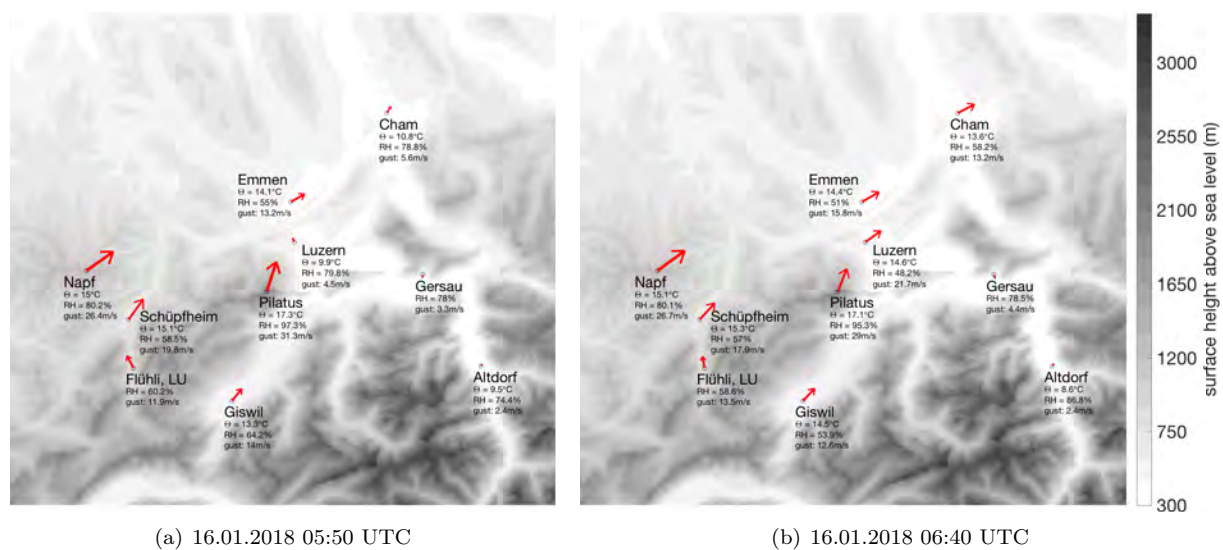 Cham
Θ = 10.8°C
RH = 78.8%
gust: 5.6m/s
Emmen
Θ = 14.1°C
RH = 55%
gust: 13.2m/s
Luzern
Θ = 9.9°C
RH = 79.8%
gust: 4.5m/s
Napf
Θ = 15°C
RH = 80.2%
gust: 26.4m/s
Pilatus
Θ = 17.3°C
RH = 97.3%
gust: 31.3m/s
Gersau
RH = 78%
gust: 3.3m/s
Schüpfheim
Θ = 15.1°C
RH = 58.5%
gust: 19.8m/s
Flühli, LU
RH = 60.2%
gust: 11.9m/s
Altdorf
Θ = 9.5°C
RH = 74.4%
gust: 2.4m/s
Giswil
Θ = 13.3°C
RH = 64.2%
gust: 14m/s
(a) 16.01.2018 05:50 UTC
Cham
Θ = 13.6°C
RH = 58.2%
gust: 13.2m/s
Emmen
Θ = 14.4°C
RH = 51%
gust: 15.8m/s
Luzern
Θ = 14.6°C
RH = 48.2%
gust: 21.7m/s
Napf
Θ = 15.1°C
RH = 80.1%
gust: 26.7m/s
Pilatus
Θ = 17.1°C
RH = 95.3%
gust: 29m/s
Gersau
RH = 78.5%
gust: 4.4m/s
Schüpfheim
Θ = 15.3°C
RH = 57%
gust: 17.9m/s
Flühli, LU
RH = 58.6%
gust: 13.5m/s
Altdorf
Θ = 8.6°C
RH = 86.8%
gust: 2.4m/s
Giswil
Θ = 14.5°C
RH = 53.9%
gust: 12.6m/s
(b) 16.01.2018 06:40 UTC
3000
2550
2100
1650
1200
750
300
surface height above sea level (m)